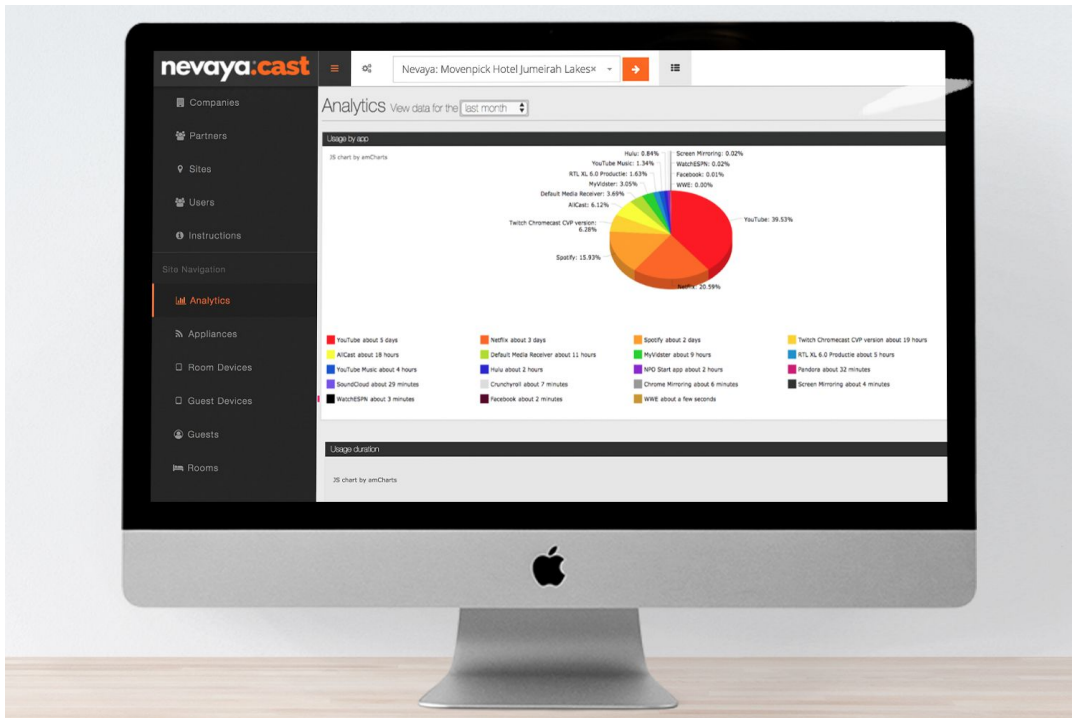 nevaya:cast
Nevaya: Movenpick Hotel Jumeirah Lakes×
Companies
Partners
Sites
Users
Instructions
Site Navigation
Analytics
Appliances
Room Devices
Guest Devices
Guests
Rooms
Analytics View data for the last month
Usage by app
JS chart by amCharts
Hulu: 0.84%
YouTube Music: 1.34%
RTL XL 6.0 Productie: 1.63%
MyVidster: 3.05%
Default Media Receiver: 3.69%
AllCast: 6.12%
Twitch Chromecast CVP version:
6.28%
Spotify: 15.93%
Screen Mirroring: 0.02%
WatchESPN: 0.02%
Facebook: 0.01%
WWE: 0.00%
YouTube: 39.53%
Netflix: 20.59%
YouTube about 5 days
Netflix about 3 days
Spotify about 2 days
Twitch Chromecast CVP version about 19 hours
AllCast about 18 hours
Default Media Receiver about 11 hours
MyVidster about 9 hours
RTL XL 6.0 Productie about 5 hours
YouTube Music about 4 hours
Hulu about 2 hours
NPO Start app about 2 hours
Pandora about 32 minutes
SoundCloud about 29 minutes
Crunchyroll about 7 minutes
Chrome Mirroring about 6 minutes
Screen Mirroring about 4 minutes
WatchESPN about 3 minutes
Facebook about 2 minutes
WWE about a few seconds
Usage duration
JS chart by amCharts